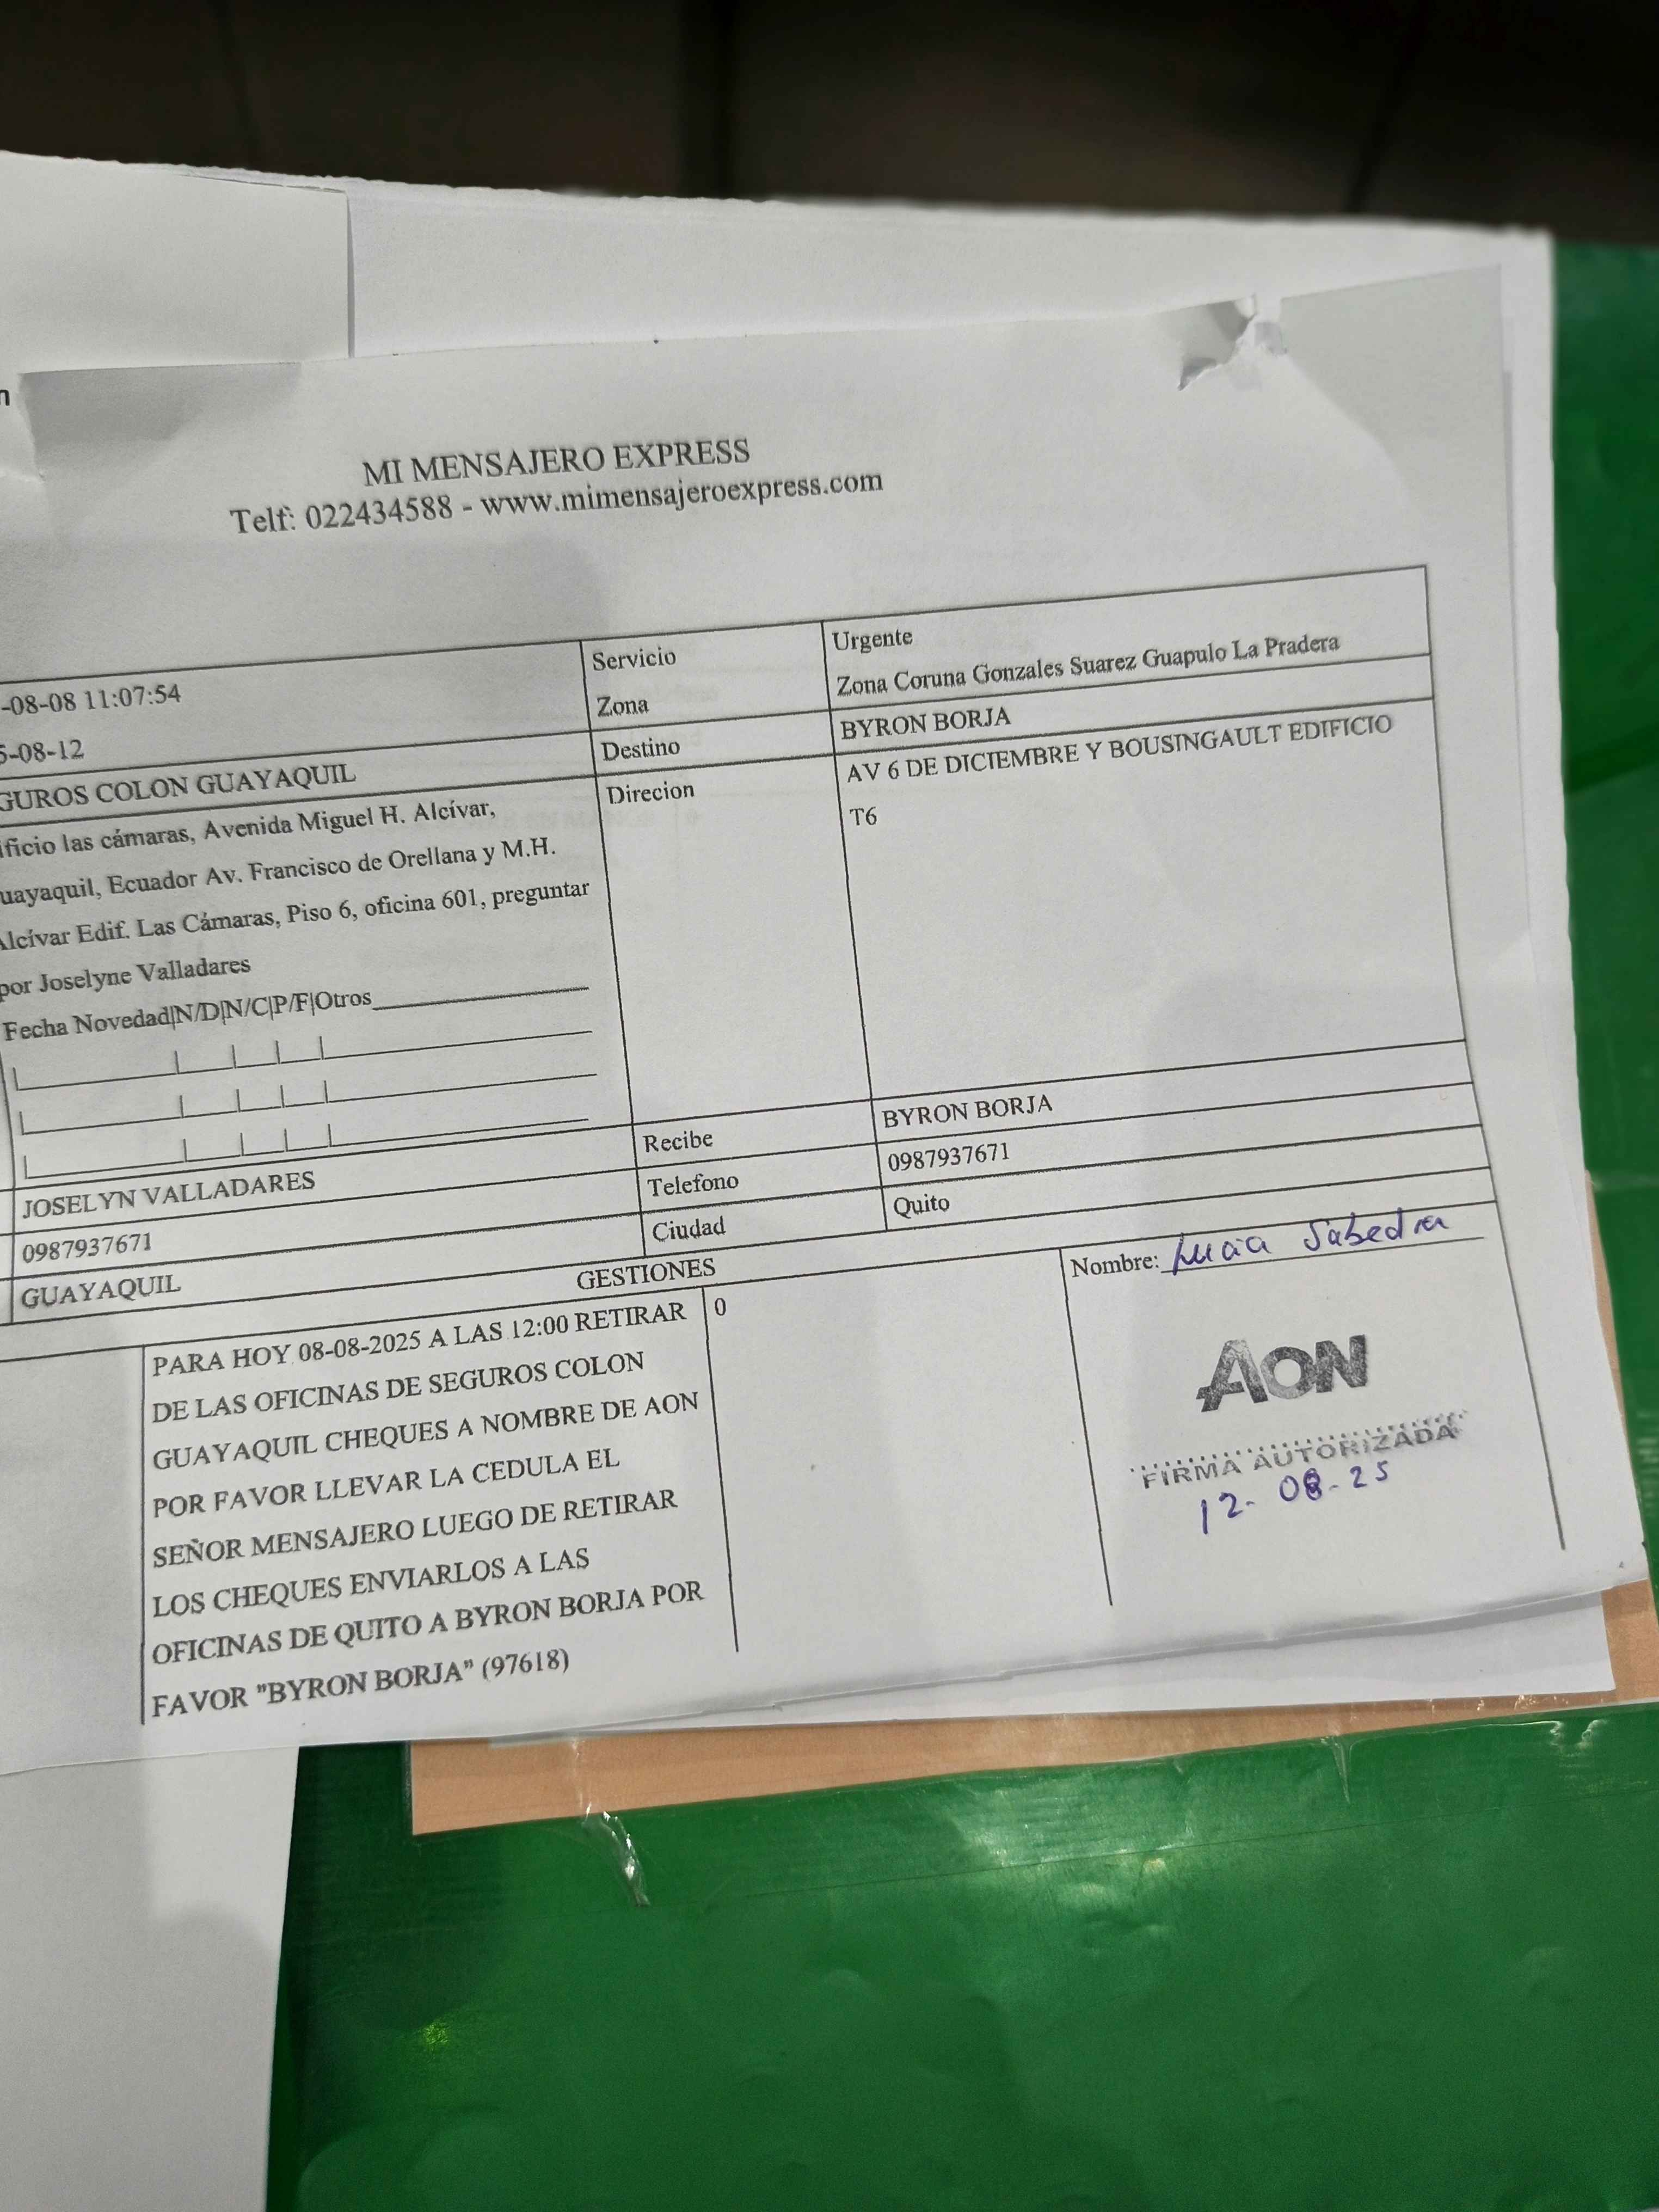 n
MI MENSAJERO EXPRESS
Telf: 022434588 - www.mimensajeroexpress.com
-08-08 11:07:54
5-08-12
GUROS COLON GUAYAQUIL
ificio las cámaras, Avenida Miguel H. Alcívar,
uayaquil, Ecuador Av. Francisco de Orellana y M.H.
Alcívar Edif. Las Cámaras, Piso 6, oficina 601, preguntar
por Joselyne Valladares
Fecha Novedad|N/D|N/C|P/F|Otros
JOSELYN VALLADARES
0987937671
GUAYAQUIL
Servicio
Urgente
Zona
Zona Coruna Gonzales Suarez Guapulo La Pradera
Destino
BYRON BORJA
Direcion
AV 6 DE DICIEMBRE Y BOUSINGAULT EDIFICIO
T6
Recibe
BYRON BORJA
Telefono
0987937671
Ciudad
Quito
GESTIONES
PARA HOY 08-08-2025 A LAS 12:00 RETIRAR
DE LAS OFICINAS DE SEGUROS COLON
GUAYAQUIL CHEQUES A NOMBRE DE AON
POR FAVOR LLEVAR LA CEDULA EL
SEÑOR MENSAJERO LUEGO DE RETIRAR
LOS CHEQUES ENVIARLOS A LAS
OFICINAS DE QUITO A BYRON BORJA POR
FAVOR "BYRON BORJA" (97618)
0
Nombre:
AON
FIRMA AUTORIZADA
12-08-25